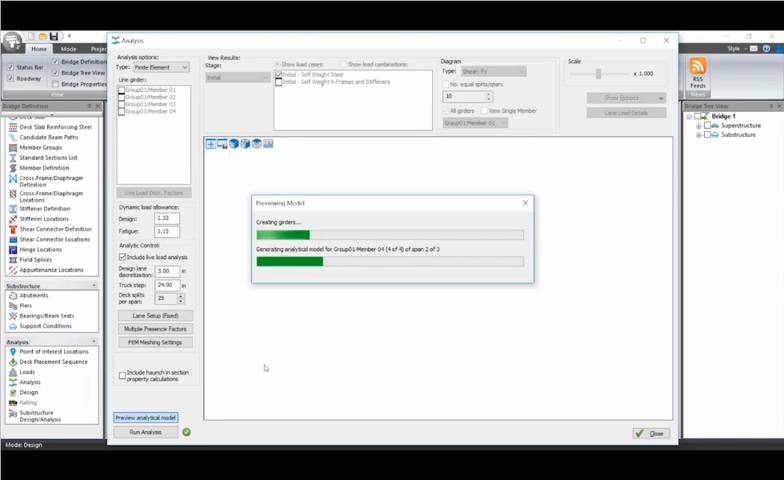 Home
Mode
Style
Status Bar
Roadway
Bridge Tree View
View
RSS
Feeds
News
Bridge Definition
Deck Slab Reinforcing Steel
Candidate Beam Paths
Member Groups
Standard Sections List
Member Definition
Cross-Frame/Diaphragm
Definition
Cross-Frame/Diaphragm
Locations
Stiffener Definition
Stiffener Locations
Shear Connector Definition
Shear Connector Locations
Hinge Locations
Field Splices
Appurtenance Locations
Substructure
Abutments
Piers
Bearings/Beam Seats
Support Conditions
Analysis
Point of Interest Locations
Deck Placement Sequence
Loads
Analysis
Design
Rating
Substructure
Design/Analysis
Mode: Design
Analysis
Analysis options:
Type: Finite Element
Line girder:
Group01:Member 01
Group01:Member 02
Group01:Member 03
Group01:Member 04
Live Load Distr. Factors
Dynamic load allowance:
Design: 1.33
Fatigue: 1.15
Analytic Control:
Include live load analysis
Design lane
discretization: 3.00 in
Truck step: 24.00 in
Deck splits
per span: 25
Lane Setup (Fixed)
Multiple Presence Factors
FEM Meshing Settings
Include haunch in section
property calculations
Preview analytical model
Run Analysis
View Results:
Stage:
Initial
Show load cases:
Show load combinations:
Initial - Self Weight Steel
Initial - Self Weight X-Frames and Stiffeners
Diagram
Type: Shear: Fy
No. equal splits/span:
10
All girders
View Single Member
Group01:Member 01
Scale
x 1.000
Lane Load Details
Previewing Model
Creating girders...
Generating analytical model for Group01-Member 04 (4 of 4) of span 2 of 3
Close
Bridge Tree View
Bridge 1
Superstructure
Substructure